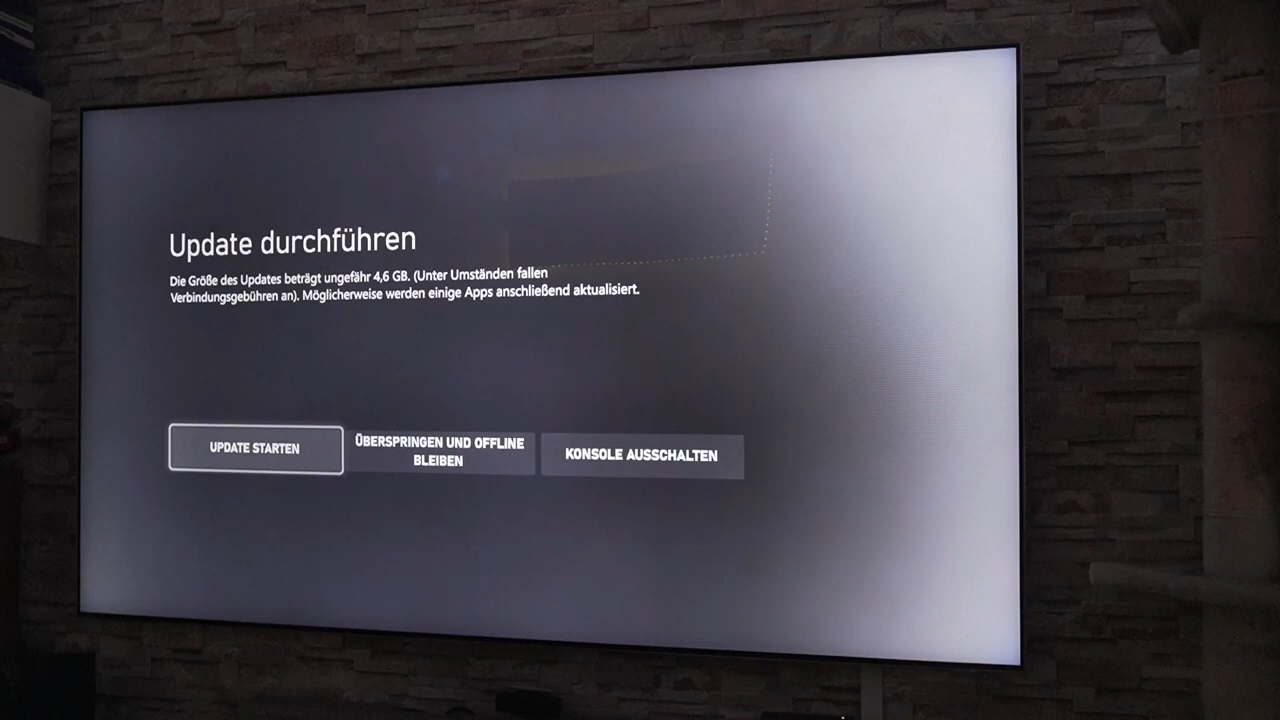 Update durchführen
Die Größe des Updates beträgt ungefähr 4,6 GB. (Unter Umständen fallen
Verbindungsgebühren an). Möglicherweise werden einige Apps anschließend aktualisiert.
UPDATE STARTEN
ÜBERSPRINGEN UND OFFLINE
BLEIBEN
KONSOLE AUSSCHALTEN